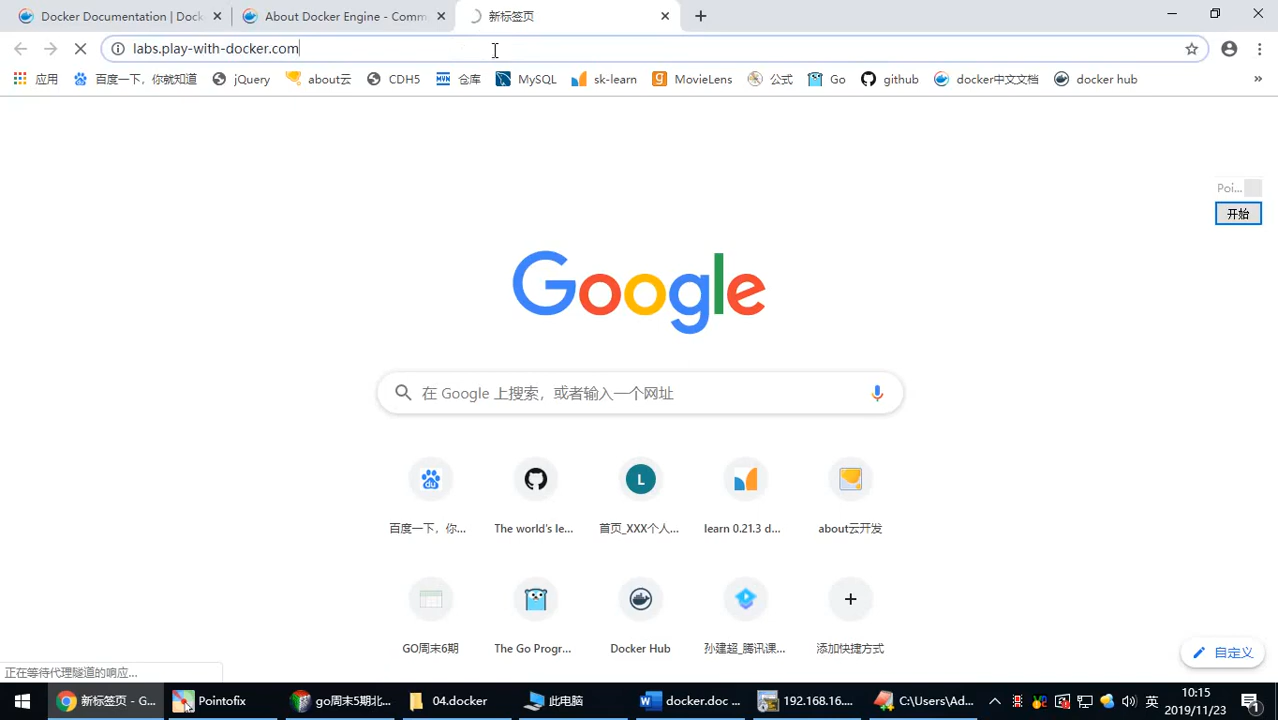 Docker Documentation | Dock
About Docker Engine - Comm
新标签页
labs.play-with-docker.com
应用
百度一下，你就知道
jQuery
about云
CDH5
MVN
仓库
MySQL
sk-learn
g
MovieLens
公式
Go
github
docker中文文档
docker hub
»
Poi...
开始
Google
在 Google 上搜索，或者输入一个网址
du
L
百度一下，你...
The world's le...
首页_XXX个人...
learn 0.21.3 d...
about云开发
GO周末6期
The Go Progr...
Docker Hub
孙建超_腾讯课...
添加快捷方式
自定义
正在等待代理隧道的响应...
新标签页 - G...
Pointofix
go周末5期北...
04.docker
此电脑
docker.doc ...
192.168.16....
C:\Users\Ad...
英
10:15
2019/11/23
1